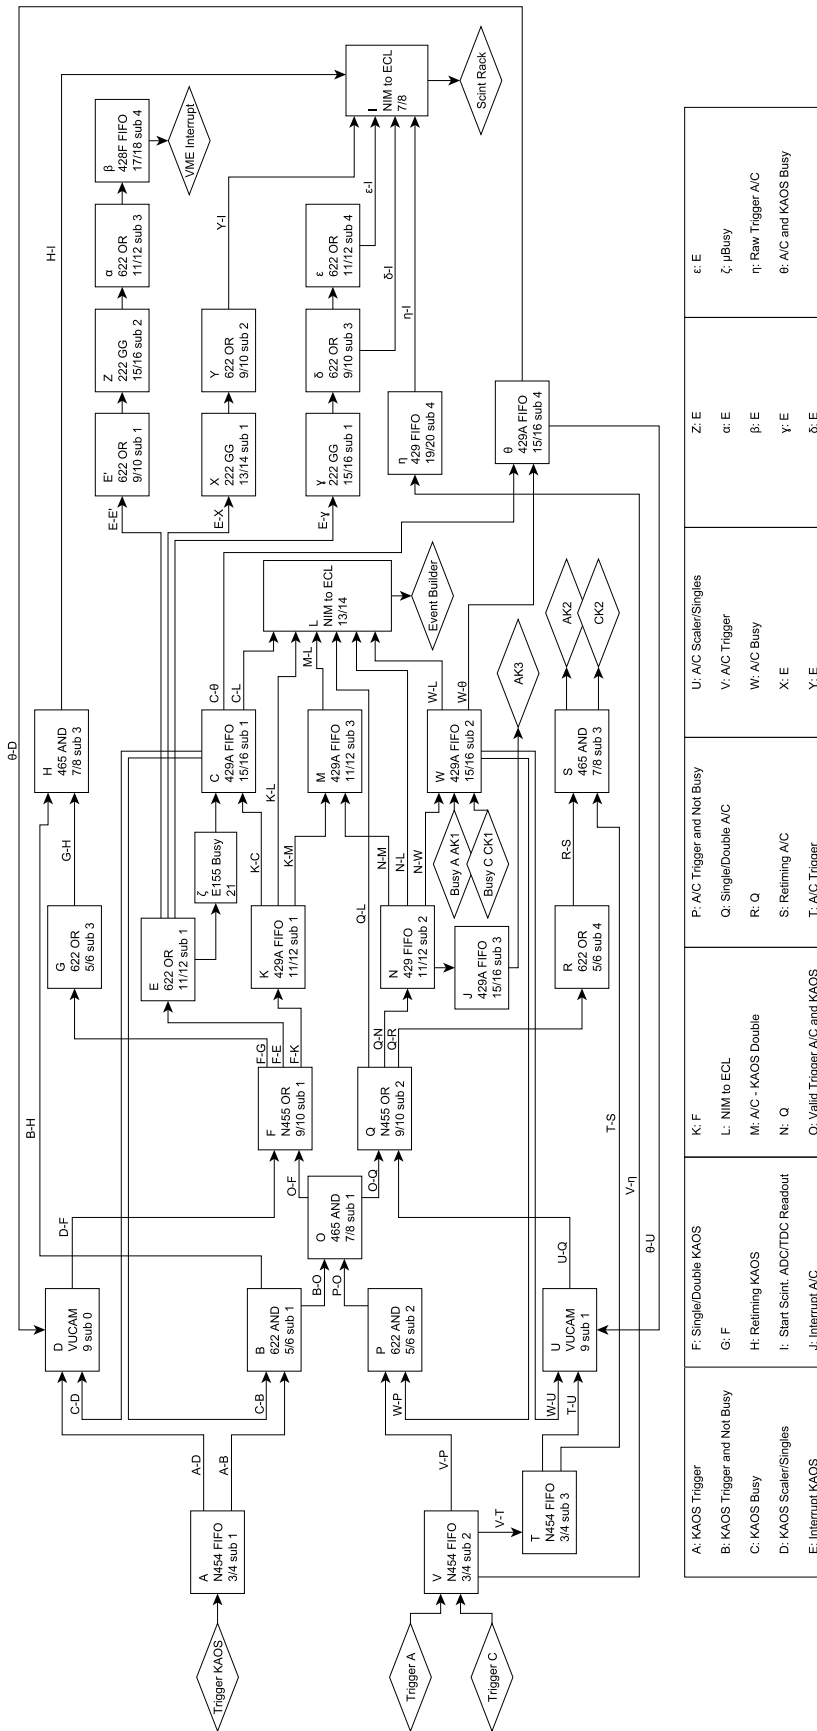 Trigger KAOS
Trigger A
Trigger C
A
N454 FIFO
3/4 sub 1
V
N454 FIFO
3/4 sub 2
T
N454 FIFO
3/4 sub 3
A-D
A-B
V-P
V-T
C-D
C-B
W-P
W-U
T-U
D
VUCAM
9 sub 0
B
622 AND
5/6 sub 1
P
622 AND
5/6 sub 2
U
VUCAM
9 sub 1
B-H
D-F
B-O
P-O
U-Q
θ-U
O
465 AND
7/8 sub 1
O-F
O-Q
T-S
V-η
F
N455 OR
9/10 sub 1
Q
N455 OR
9/10 sub 2
F-G
F-E
F-K
Q-N
Q-R
G
622 OR
5/6 sub 3
E
622 OR
11/12 sub 1
K
429A FIFO
11/12 sub 1
N
429 FIFO
11/12 sub 2
J
429A FIFO
15/16 sub 3
R
622 OR
5/6 sub 4
ζ
E155 Busy
21
G-H
K-C
K-L
K-M
Q-L
N-M
N-L
N-W
R-S
Busy A AK1
Busy C CK1
θ-D
H
465 AND
7/8 sub 3
C
429A FIFO
15/16 sub 1
M
429A FIFO
11/12 sub 3
W
429A FIFO
15/16 sub 2
S
465 AND
7/8 sub 3
C-θ
C-L
M-L
W-L
W-θ
AK3
AK2
CK2
L
NIM to ECL
13/14
Event Builder
E-E'
E-X
E-γ
E'
622 OR
9/10 sub 1
X
222 GG
13/14 sub 1
γ
222 GG
15/16 sub 1
η
429 FIFO
19/20 sub 4
θ
429A FIFO
15/16 sub 4
Z
222 GG
15/16 sub 2
Y
622 OR
9/10 sub 2
δ
622 OR
9/10 sub 3
α
622 OR
11/12 sub 3
ε
622 OR
11/12 sub 4
β
428F FIFO
17/18 sub 4
VME Interrupt
H-I
Y-I
ε-I
δ-I
η-I
I
NIM to ECL
7/8
Scint Rack
A: KAOS Trigger
B: KAOS Trigger and Not Busy
C: KAOS Busy
D: KAOS Scaler/Singles
E: Interrupt KAOS
F: Single/Double KAOS
G: F
H: Retiming KAOS
I: Start Scint. ADC/TDC Readout
J: Interrupt A/C
K: F
L: NIM to ECL
M: A/C - KAOS Double
N: Q
O: Valid Trigger A/C and KAOS
P: A/C Trigger and Not Busy
Q: Single/Double A/C
R: Q
S: Retiming A/C
T: A/C Trigger
U: A/C Scaler/Singles
V: A/C Trigger
W: A/C Busy
X: E
Y: E
Z: E
α: E
β: E
γ: E
δ: E
ε: E
ζ: μBusy
η: Raw Trigger A/C
θ: A/C and KAOS Busy